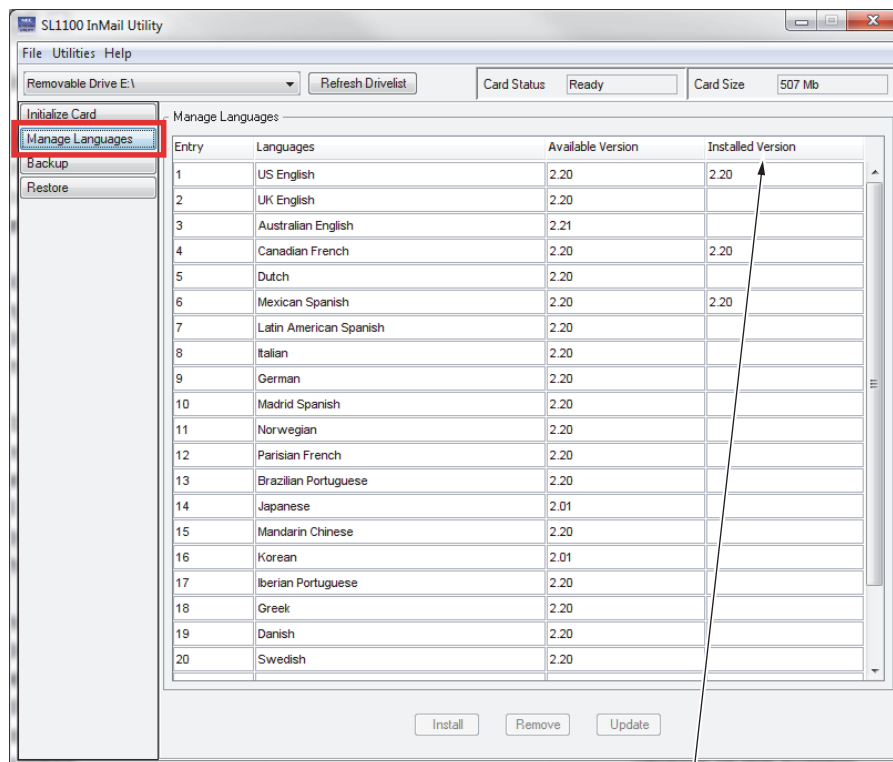 SL1100 InMail Utility
File Utilities Help
Removable Drive E:\ Refresh Drivelist Card Status Ready Card Size 507 Mb
Initialize Card
Manage Languages
Backup
Restore
Manage Languages
Entry Languages Available Version Installed Version
1 US English 2.20 2.20
2 UK English 2.20
3 Australian English 2.21
4 Canadian French 2.20 2.20
5 Dutch 2.20
6 Mexican Spanish 2.20 2.20
7 Latin American Spanish 2.20
8 Italian 2.20
9 German 2.20
10 Madrid Spanish 2.20
11 Norwegian 2.20
12 Parisian French 2.20
13 Brazilian Portuguese 2.20
14 Japanese 2.01
15 Mandarin Chinese 2.20
16 Korean 2.01
17 Iberian Portuguese 2.20
18 Greek 2.20
19 Danish 2.20
20 Swedish 2.20
Install Remove Update